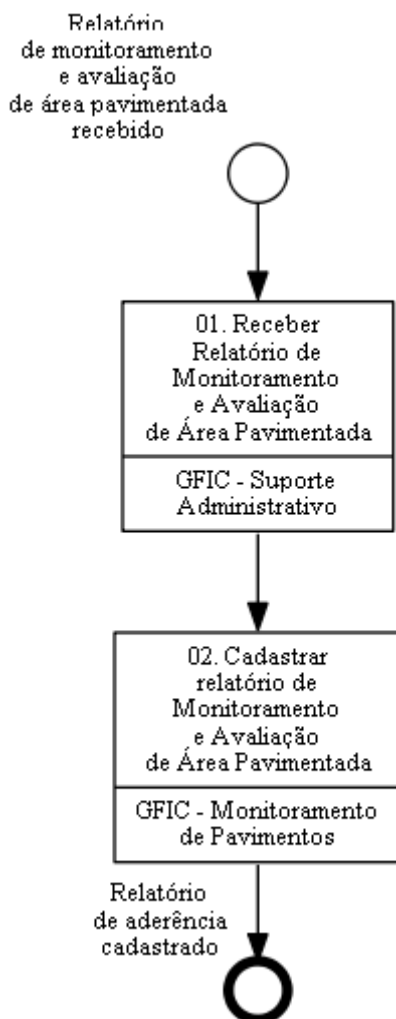 Relatório
de monitoramento
e avaliação
de área pavimentada
recebido
01. Receber
Relatório de
Monitoramento
e Avaliação
de Área Pavimentada
GFIC - Suporte
Administrativo
02. Cadastrar
relatório de
Monitoramento
e Avaliação
de Área Pavimentada
GFIC - Monitoramento
de Pavimentos
Relatório
de aderência
cadastrado